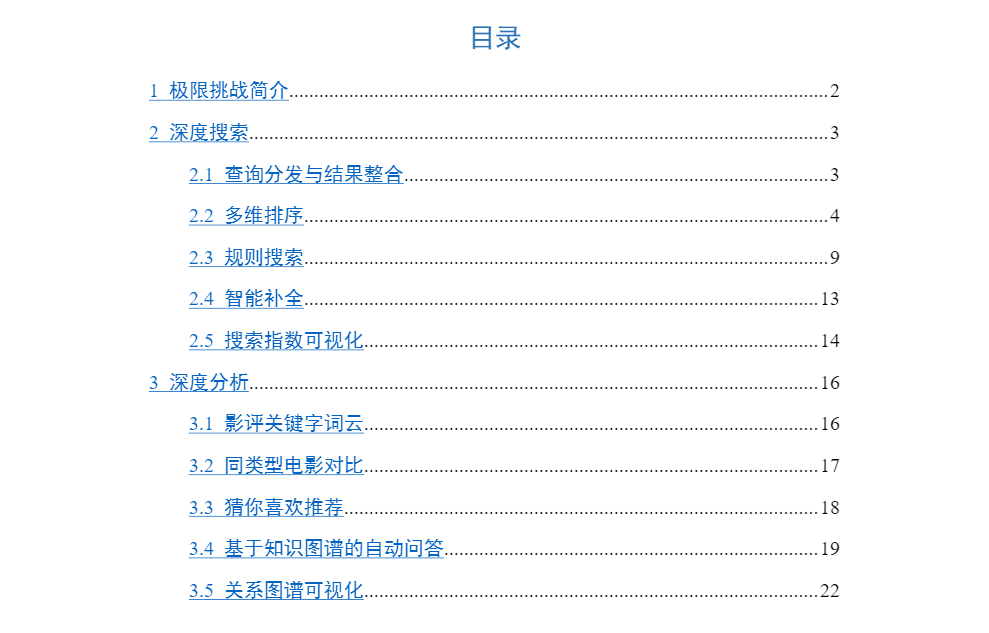 目录
1 极限挑战简介........................................................2
2 深度搜索........................................................3
2.1 查询分发与结果整合........................................................3
2.2 多维排序........................................................4
2.3 规则搜索........................................................9
2.4 智能补全........................................................13
2.5 搜索指数可视化........................................................14
3 深度分析........................................................16
3.1 影评关键字词云........................................................16
3.2 同类型电影对比........................................................17
3.3 猜你喜欢推荐........................................................18
3.4 基于知识图谱的自动问答........................................................19
3.5 关系图谱可视化........................................................22